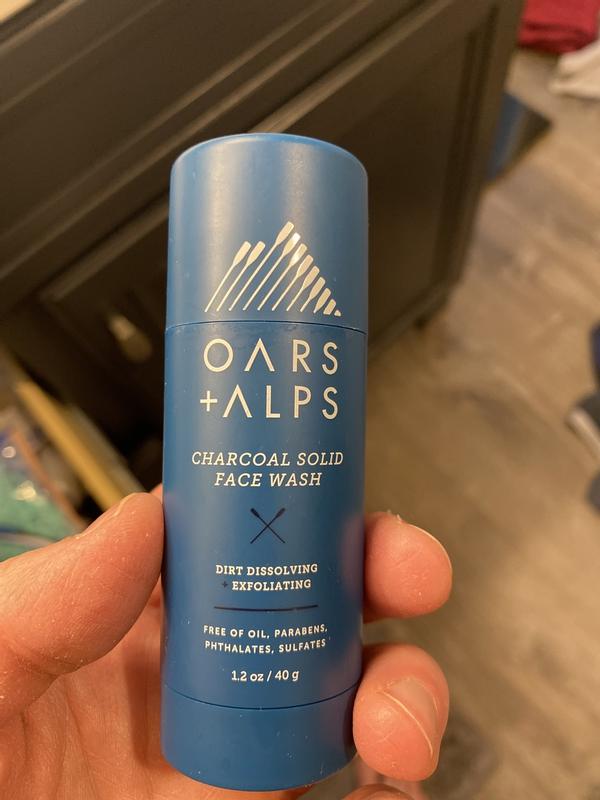 OARS
+ALPS
CHARCOAL SOLID
FACE WASH
DIRT DISSOLVING
+ EXFOLIATING
FREE OF OIL, PARABENS,
PHTHALATES, SULFATES
1.2 oz / 40 g